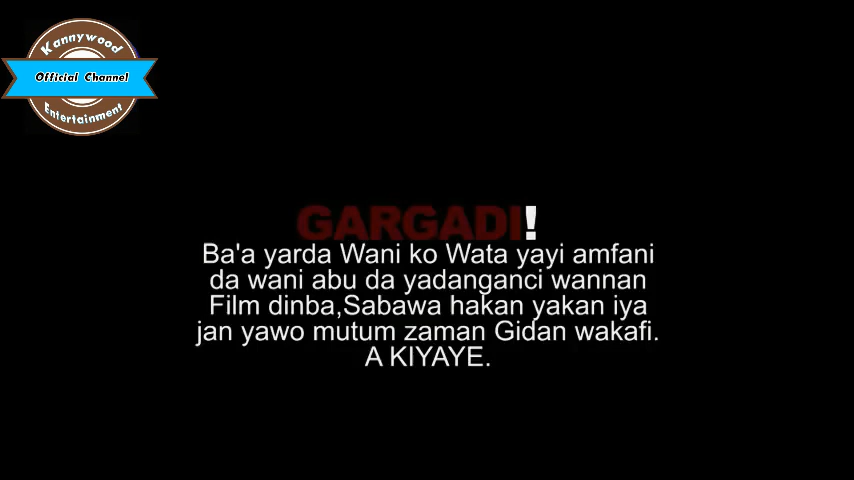 Kannywood
Official Channel
Entertainment
GARGADI!
Ba'a yarda Wani ko Wata yayi amfani
da wani abu da yadanganci wannan
Film dinba,Sabawa hakan yakan iya
jan yawo mutum zaman Gidan wakafi.
A KIYAYE.